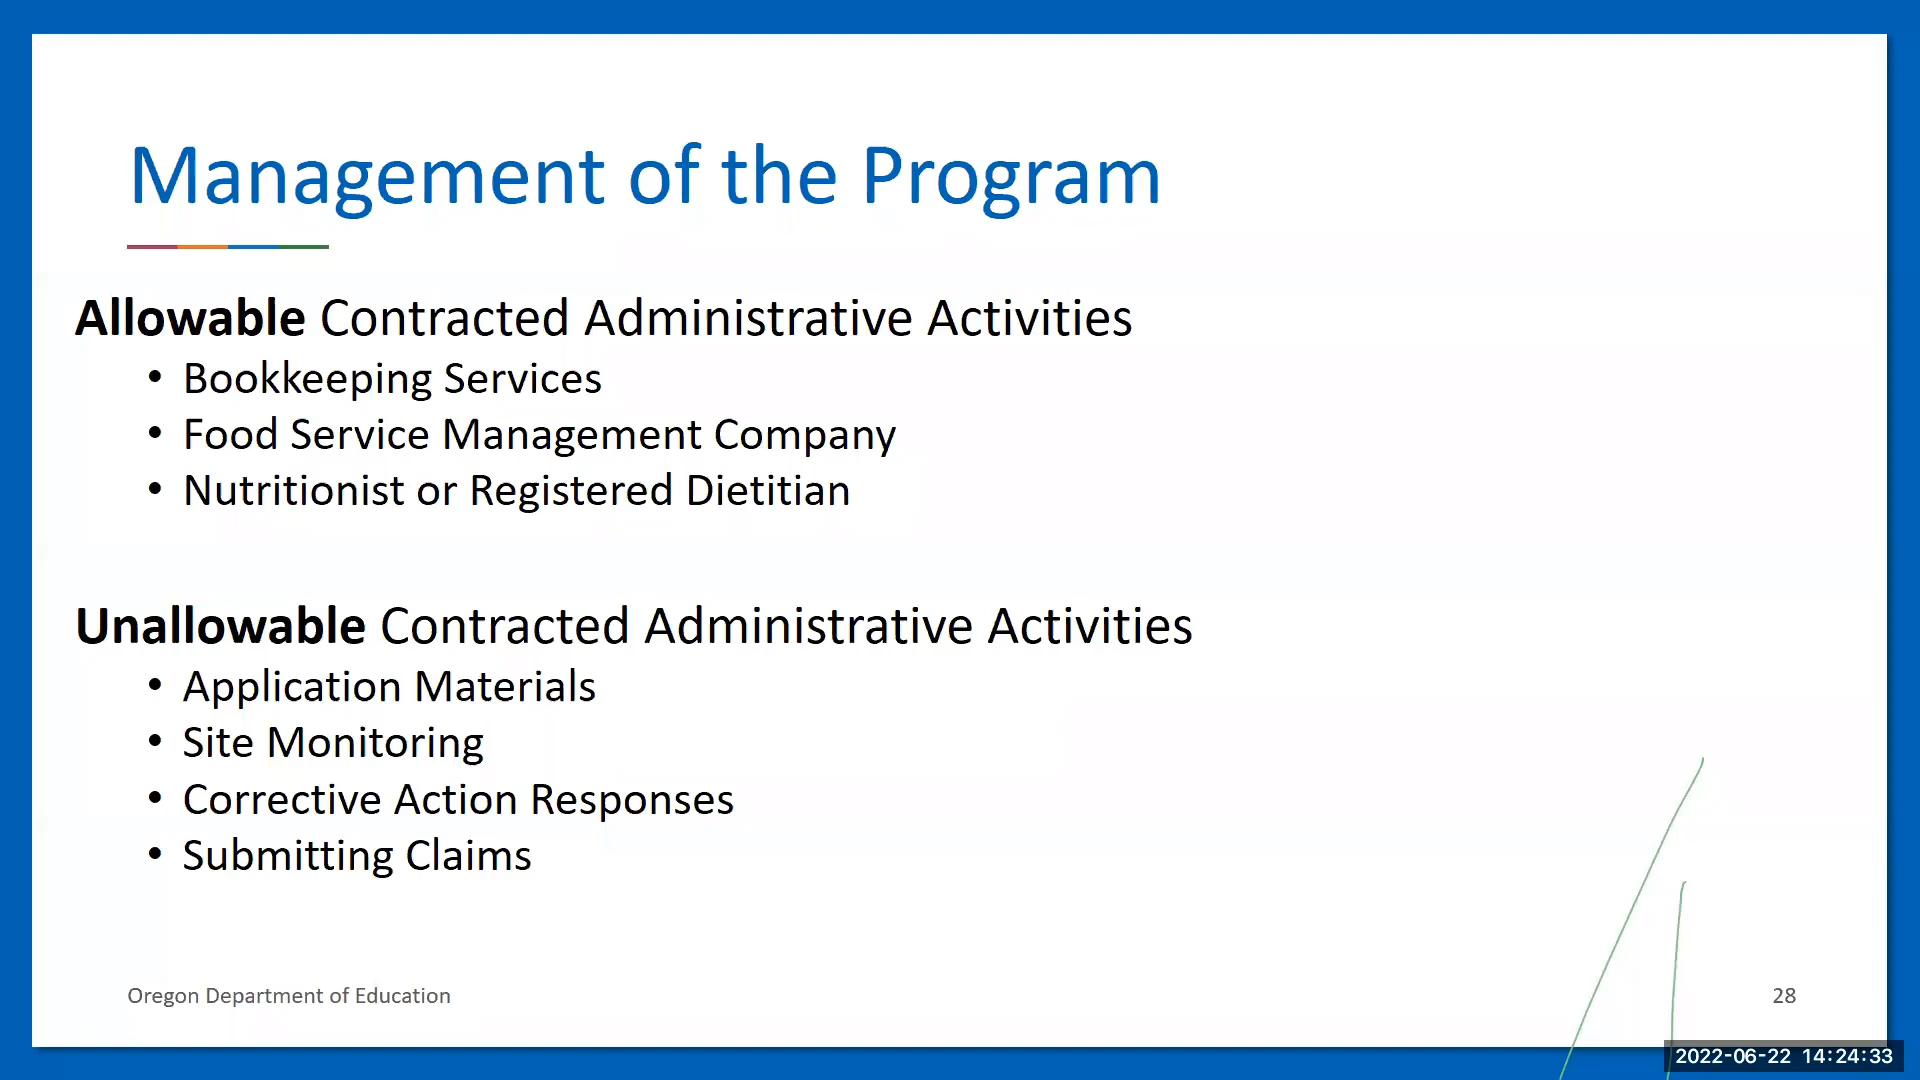 Management of the Program
Allowable Contracted Administrative Activities
• Bookkeeping Services
• Food Service Management Company
• Nutritionist or Registered Dietitian
Unallowable Contracted Administrative Activities
• Application Materials
• Site Monitoring
• Corrective Action Responses
• Submitting Claims
Oregon Department of Education
28
2022-06-22 14:24:33